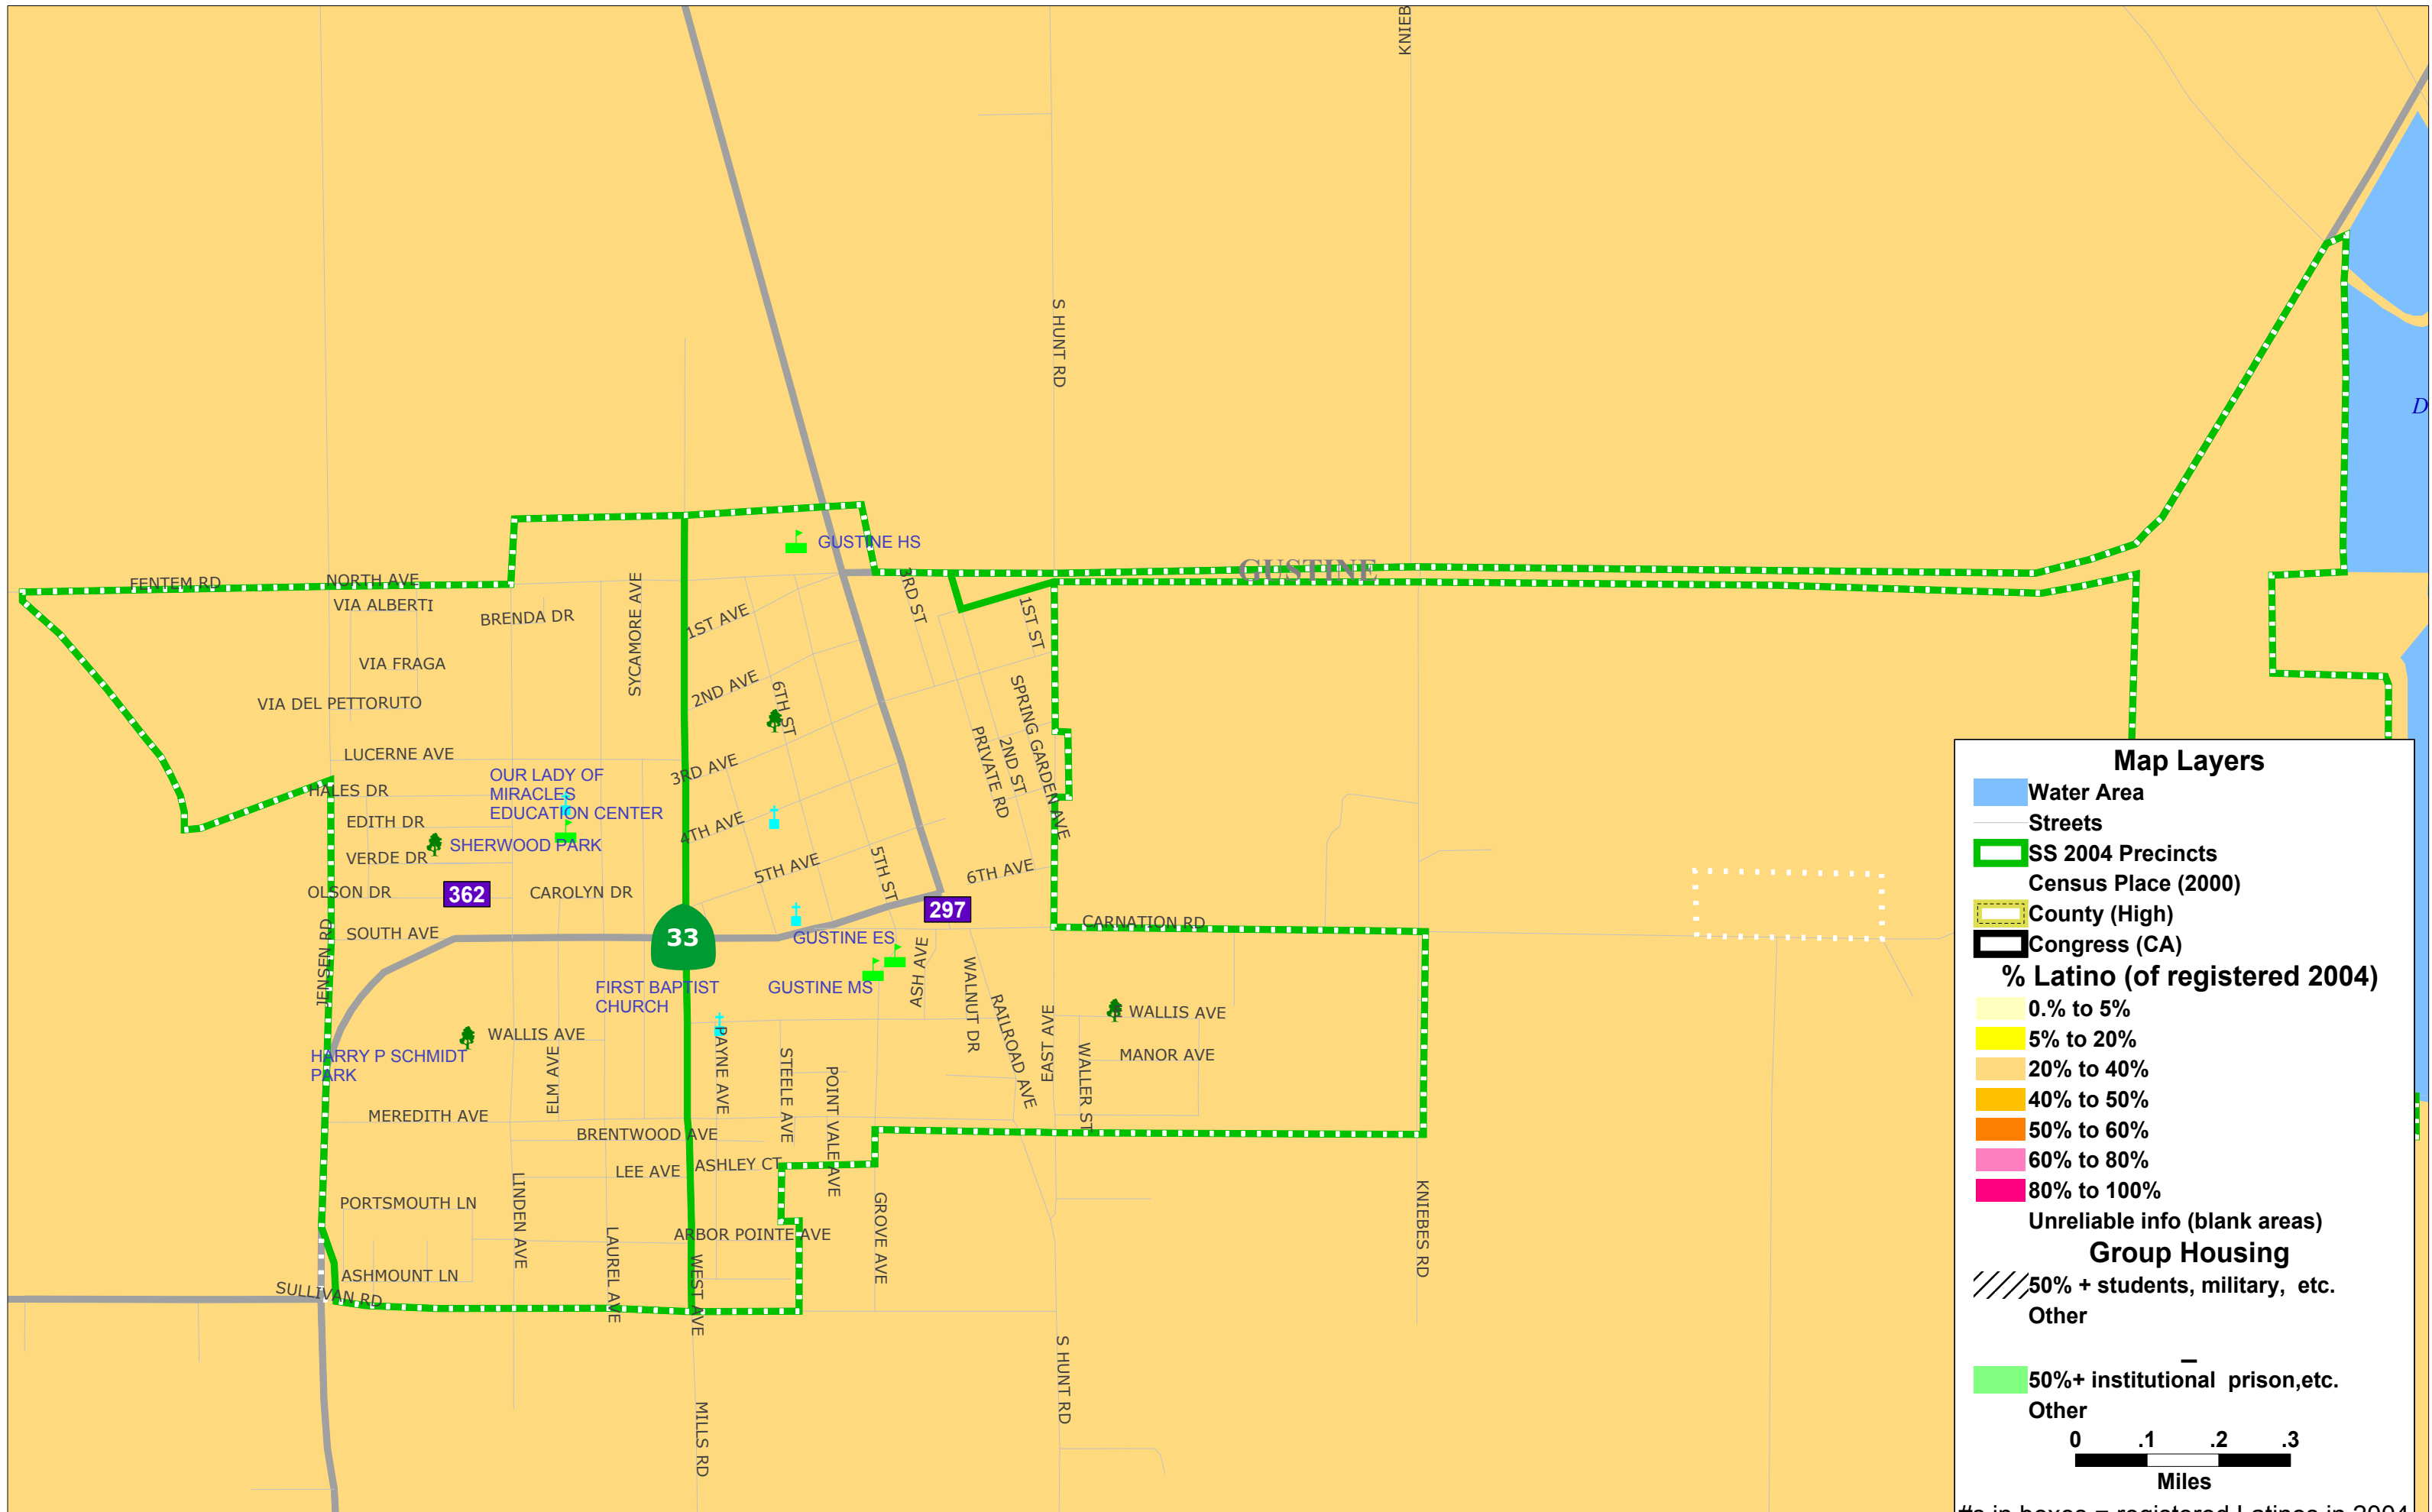 KNIEB
S HUNT RD
D
GUSTINE HS
GUSTINE
FENTEM RD
NORTH AVE
VIA ALBERTI
BRENDA DR
SYCAMORE AVE
1ST AVE
3RD ST
1ST ST
VIA FRAGA
2ND AVE
6TH ST
VIA DEL PETTORUTO
SPRING GARDEN AVE
PRIVATE RD
2ND ST
LUCERNE AVE
3RD AVE
OUR LADY OF
MIRACLES
EDUCATION CENTER
HALES DR
EDITH DR
4TH AVE
SHERWOOD PARK
VERDE DR
5TH AVE
5TH ST
6TH AVE
OLSON DR
362
CAROLYN DR
297
CARNATION RD
JENSEN RD
SOUTH AVE
33
GUSTINE ES
FIRST BAPTIST
CHURCH
GUSTINE MS
ASH AVE
WALNUT DR
RAILROAD AVE
EAST AVE
WALLIS AVE
WALLIS AVE
HARRY P SCHMIDT
PARK
ELM AVE
PAYNE AVE
STEELE AVE
POINT VALE AVE
WALLER ST
MANOR AVE
MEREDITH AVE
BRENTWOOD AVE
LEE AVE
ASHLEY CT
PORTSMOUTH LN
LINDEN AVE
LAUREL AVE
ARBOR POINTE AVE
GROVE AVE
KNIEBES RD
WEST AVE
ASHMOUNT LN
SULLIVAN RD
MILLS RD
S HUNT RD
Map Layers
Water Area
Streets
SS 2004 Precincts
Census Place (2000)
County (High)
Congress (CA)
% Latino (of registered 2004)
0.% to 5%
5% to 20%
20% to 40%
40% to 50%
50% to 60%
60% to 80%
80% to 100%
Unreliable info (blank areas)
Group Housing
50% + students, military, etc.
Other
50%+ institutional prison,etc.
Other
0 .1 .2 .3
Miles
#s in boxes = registered Latinos in 2004